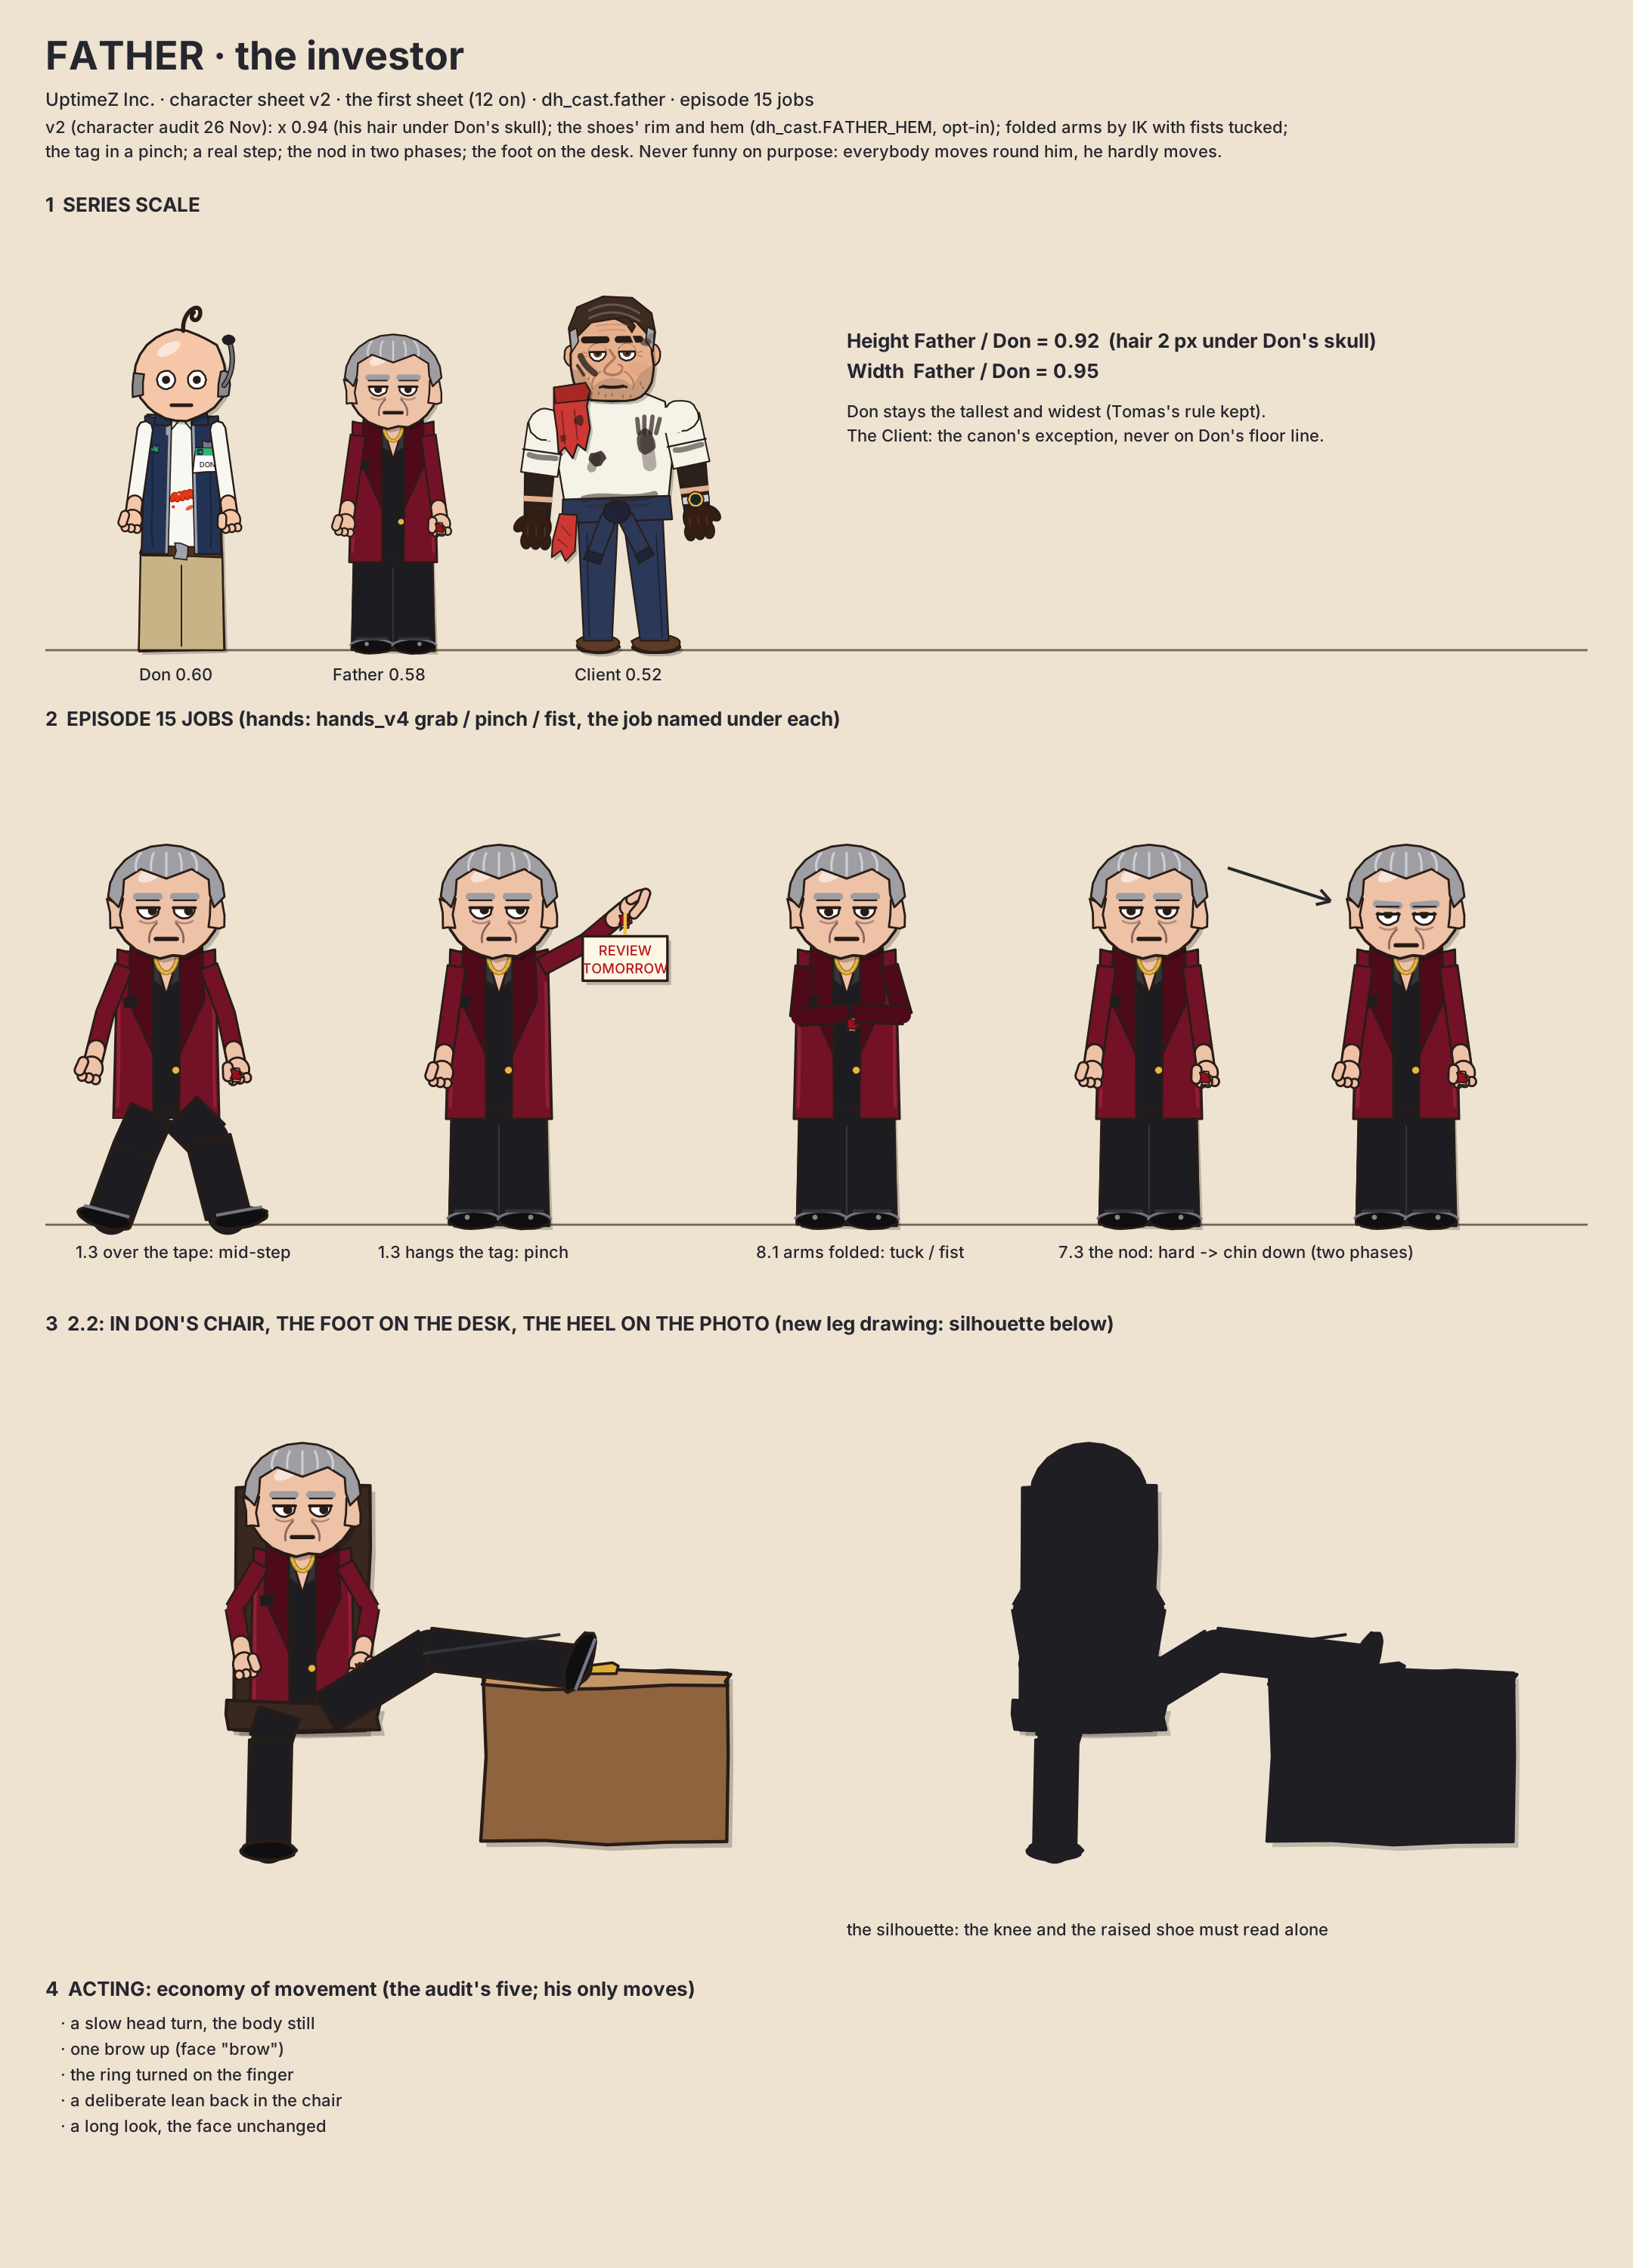 FATHER · the investor
UptimeZ Inc. · character sheet v2 · the first sheet (12 on) · dh_cast.father · episode 15 jobs
v2 (character audit 26 Nov): x 0.94 (his hair under Don's skull); the shoes' rim and hem (dh_cast.FATHER_HEM, opt-in); folded arms by IK with fists tucked;
the tag in a pinch; a real step; the nod in two phases; the foot on the desk. Never funny on purpose: everybody moves round him, he hardly moves.
1 SERIES SCALE
Height Father / Don = 0.92 (hair 2 px under Don's skull)
Width Father / Don = 0.95
Don stays the tallest and widest (Tomas's rule kept).
The Client: the canon's exception, never on Don's floor line.
DON
Don 0.60
Father 0.58
Client 0.52
2 EPISODE 15 JOBS (hands: hands_v4 grab / pinch / fist, the job named under each)
REVIEW
TOMORROW
1.3 over the tape: mid-step
1.3 hangs the tag: pinch
8.1 arms folded: tuck / fist
7.3 the nod: hard -> chin down (two phases)
3 2.2: IN DON'S CHAIR, THE FOOT ON THE DESK, THE HEEL ON THE PHOTO (new leg drawing: silhouette below)
the silhouette: the knee and the raised shoe must read alone
4 ACTING: economy of movement (the audit's five; his only moves)
· a slow head turn, the body still
· one brow up (face "brow")
· the ring turned on the finger
· a deliberate lean back in the chair
· a long look, the face unchanged